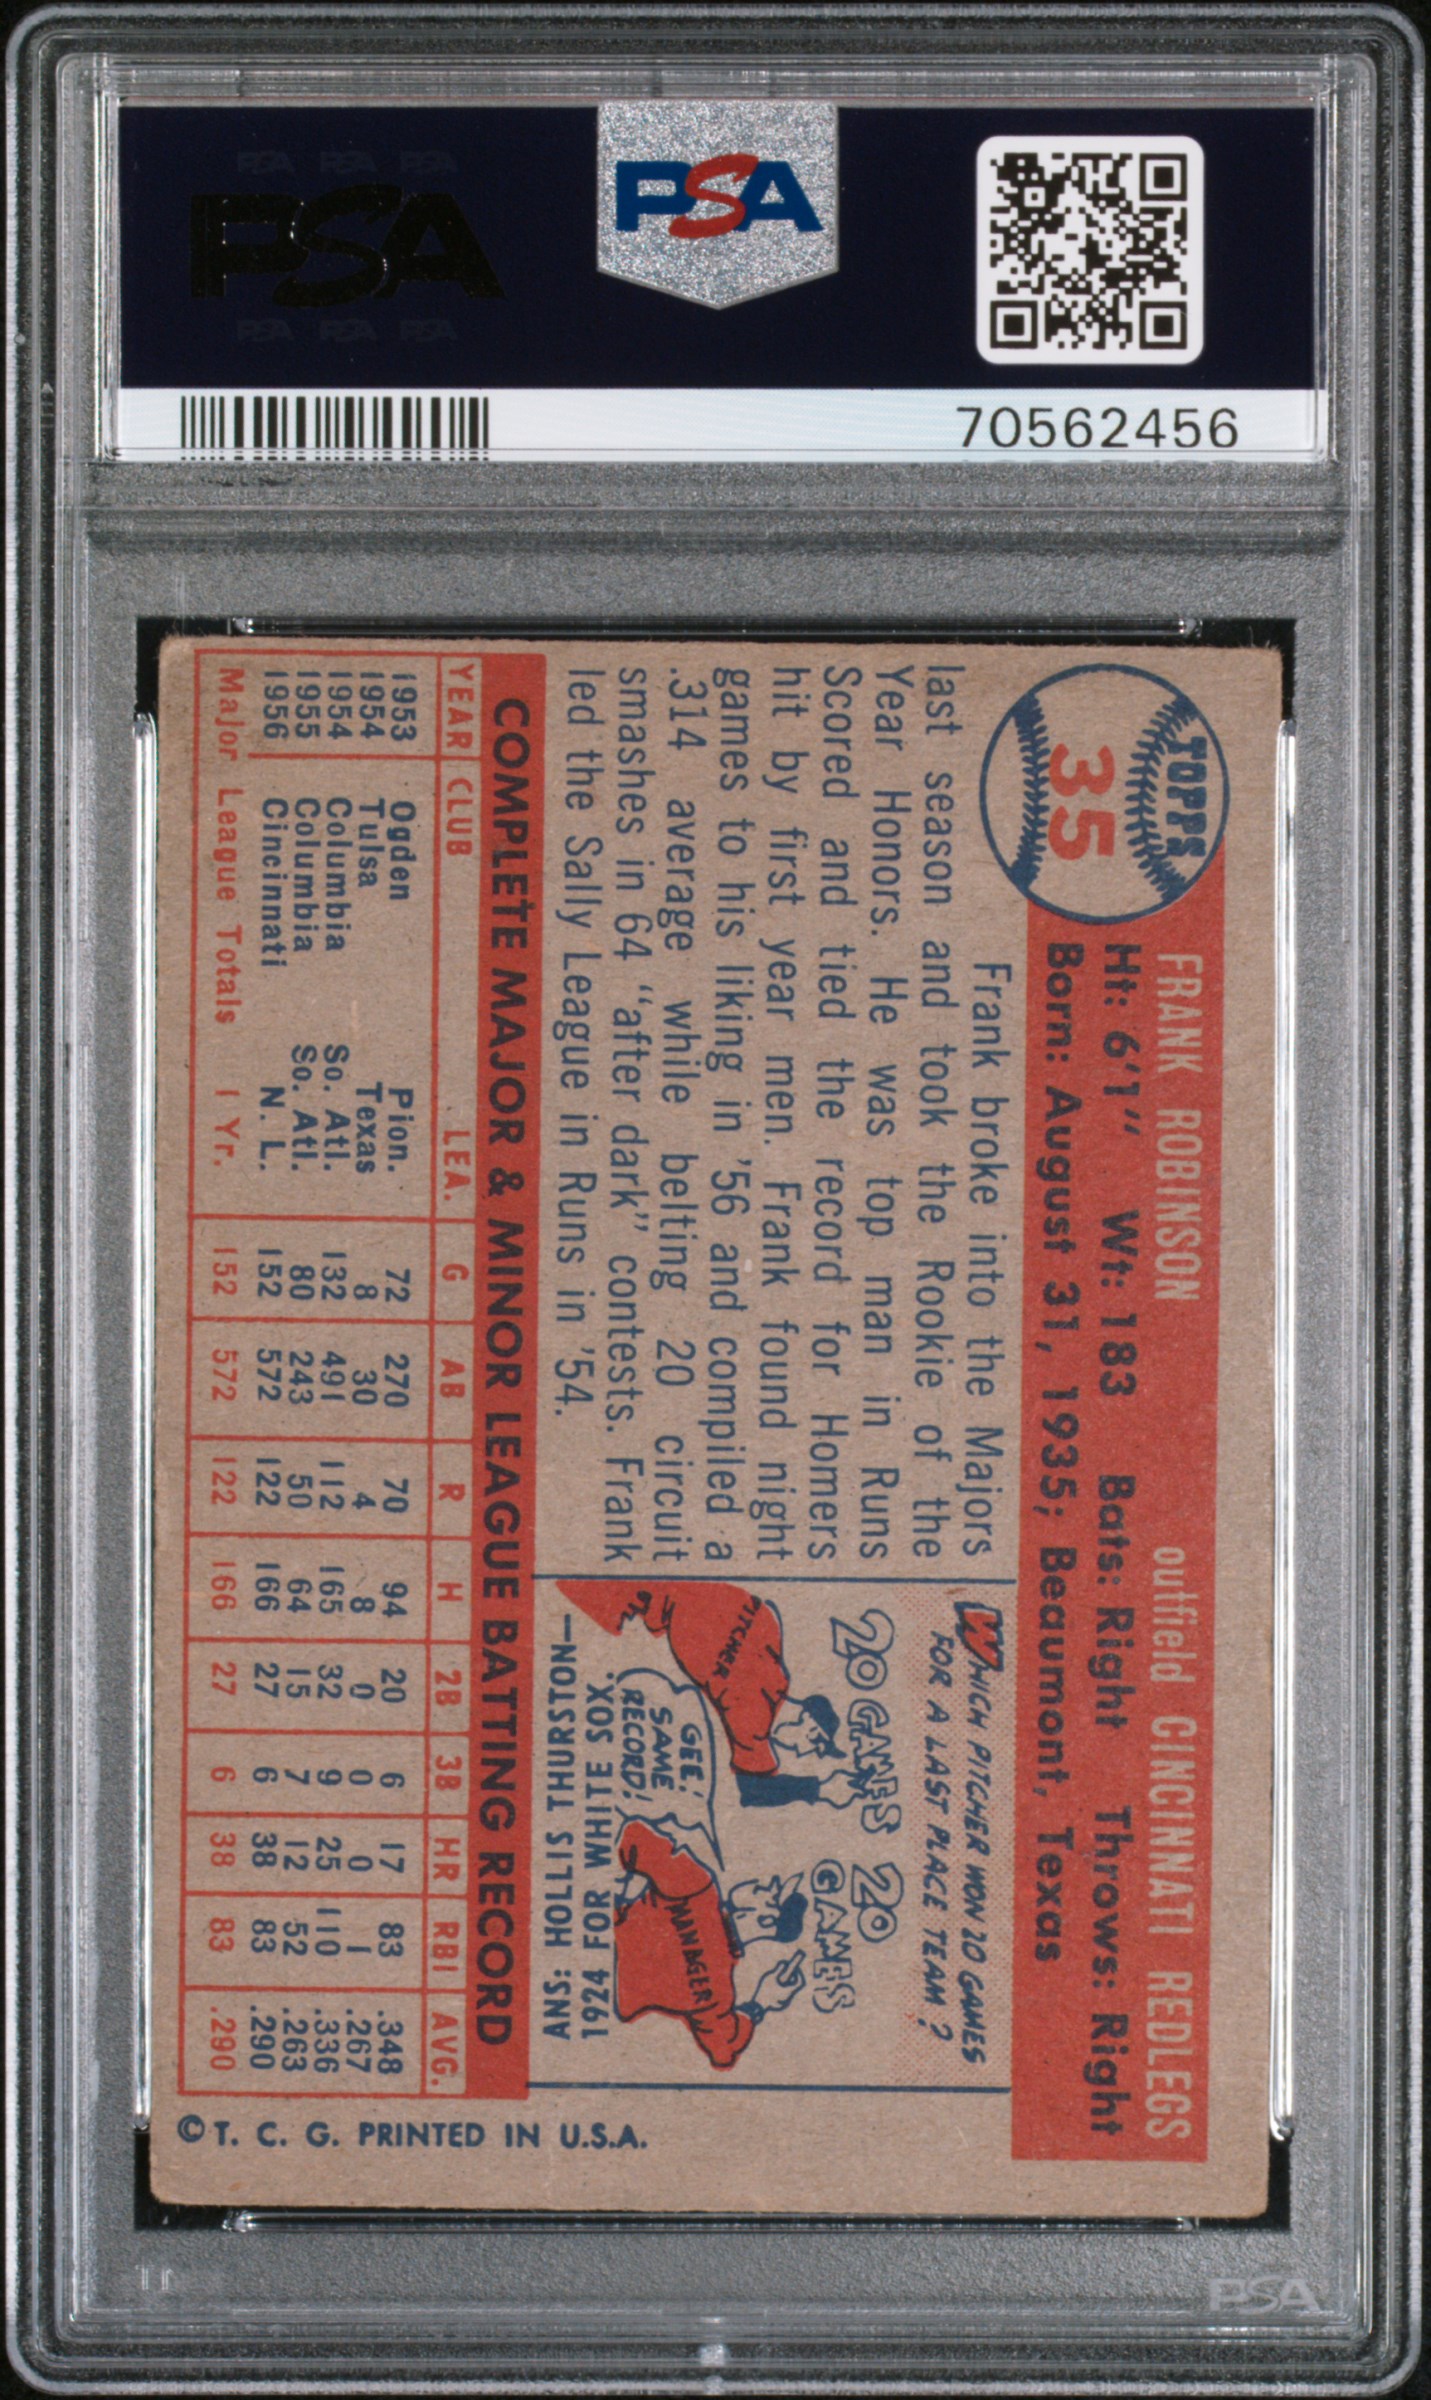 PSA PSA PSA
PSA
PSA PSA PSA
PSA
70562456
TOPPS
35
FRANK ROBINSON outfield CINCINNATI REDLEGS
Ht: 6'1" Wt: 183 Bats: Right Throws: Right
Born: August 31, 1935; Beaumont, Texas
Frank broke into the Majors
last season and took the Rookie of the
Year Honors. He was top man in Runs
Scored and tied the record for Homers
hit by first year men. Frank found night
games to his liking in '56 and compiled a
.314 average while belting 20 circuit
smashes in 64 "after dark" contests. Frank
led the Sally League in Runs in '54.
WHICH PITCHER WON 20 GAMES
FOR A LAST PLACE TEAM?
20 GAMES
20 GAMES
PITCHER
GEE!
SAME
RECORD!
MANAGER
1924 FOR WHITE SOX.
ANS: HOLLIS THURSTON—
COMPLETE MAJOR & MINOR LEAGUE BATTING RECORD
YEAR CLUB LEA. G AB R H 2B 3B HR RBI AVG.
1953 Ogden Pion. 72 270 70 94 20 6 17 83 .348
1954 Tulsa Texas 8 30 4 8 0 0 0 1 .267
1954 Columbia So. Atl. 132 491 112 165 32 9 25 110 .336
1955 Columbia So. Atl. 80 243 50 64 15 7 12 52 .263
1956 Cincinnati N. L. 152 572 122 166 27 6 38 83 .290
Major League Totals 1 Yr. 152 572 122 166 27 6 38 83 .290
© T. C. G. PRINTED IN U.S.A.
PSA